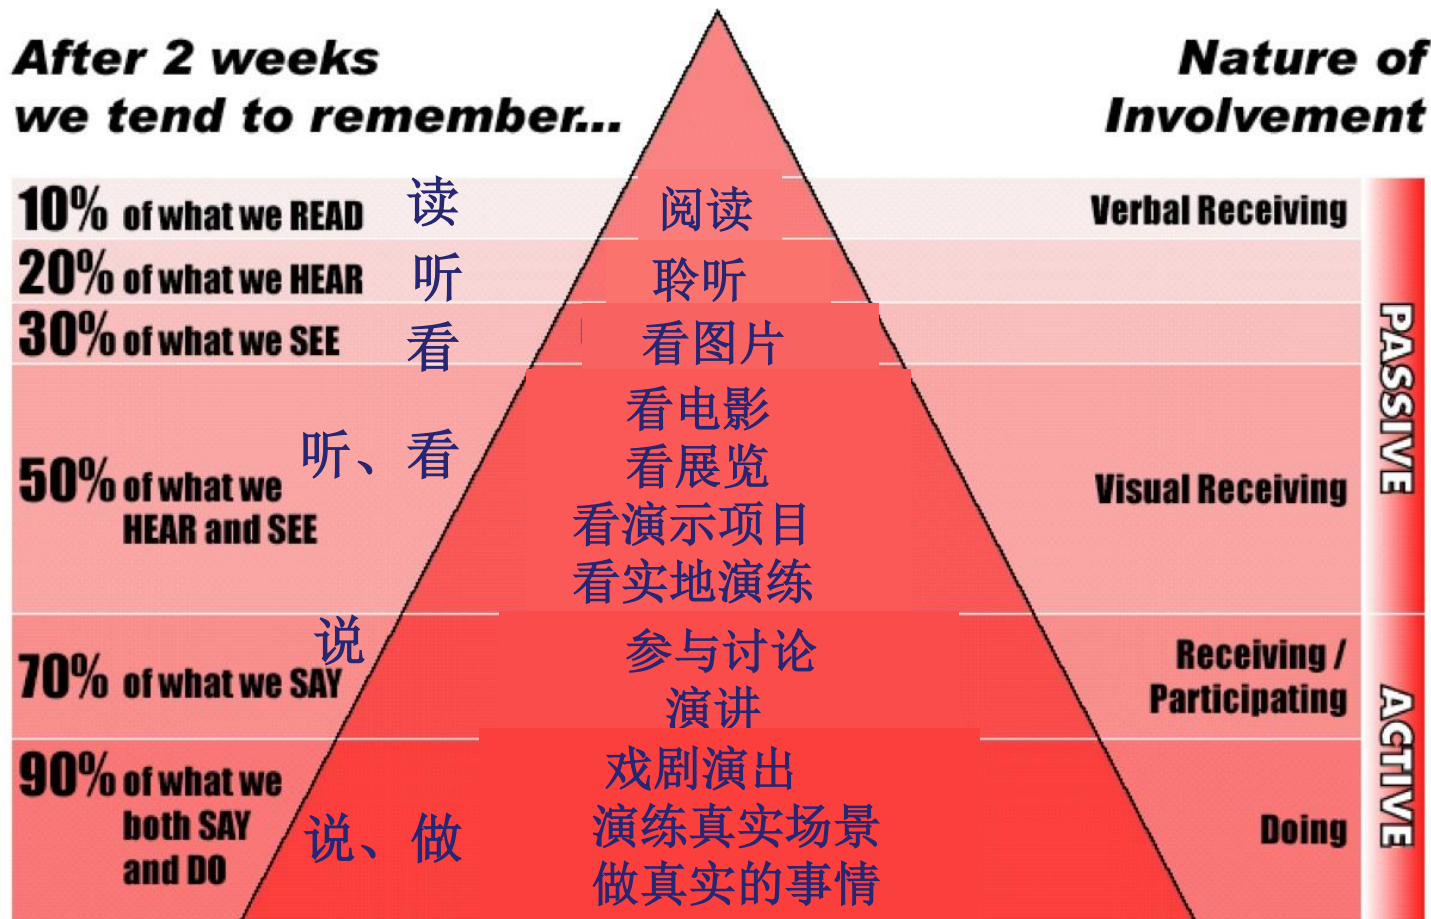 After 2 weeks
we tend to remember...
Nature of
Involvement
10% of what we READ
读
阅读
Verbal Receiving
20% of what we HEAR
听
聆听
30% of what we SEE
看
看图片
50% of what we
HEAR and SEE
听、看
看电影
看展览
看演示项目
看实地演练
Visual Receiving
PASSIVE
70% of what we SAY
说
参与讨论
演讲
Receiving /
Participating
90% of what we
both SAY
and DO
说、做
戏剧演出
演练真实场景
做真实的事情
Doing
ACTIVE